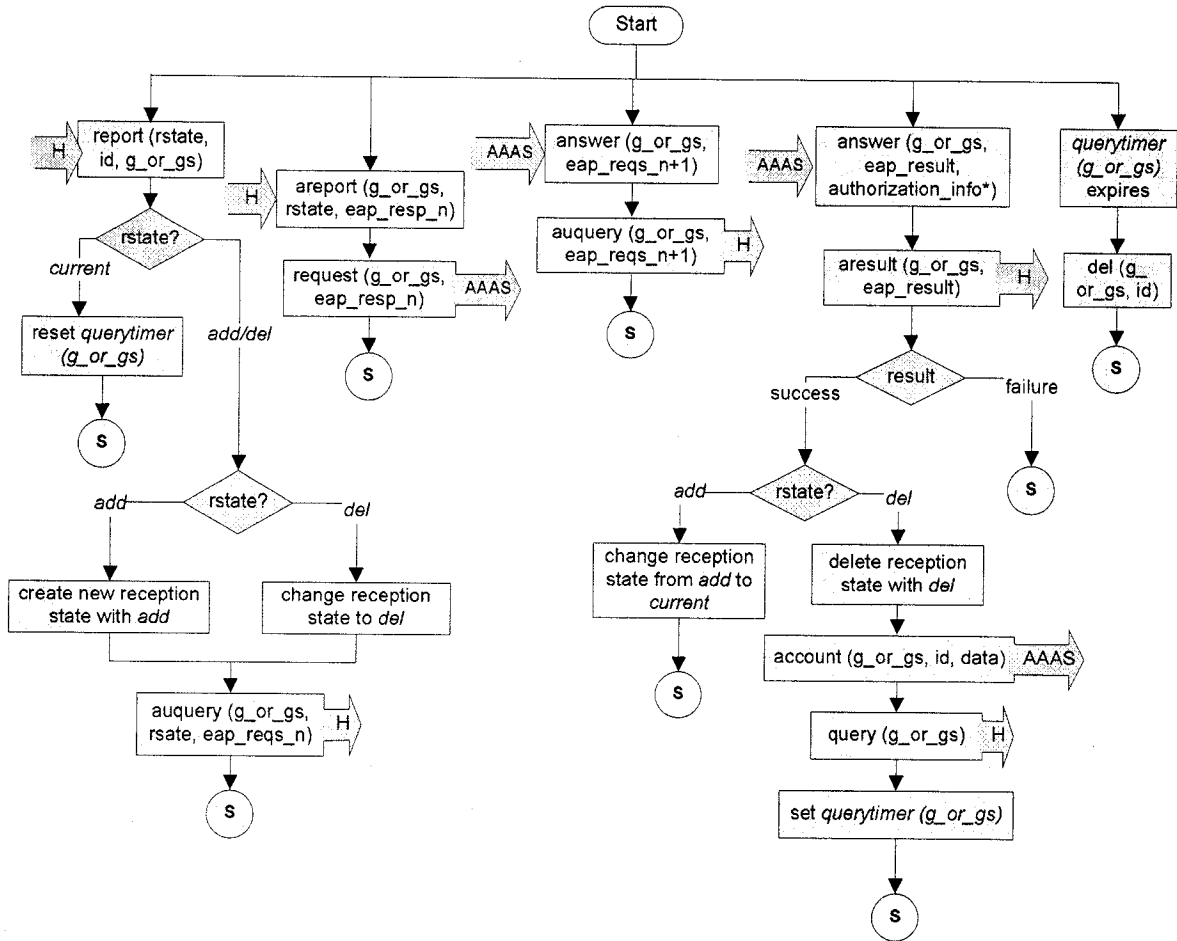 Start
H
report (rstate,
id, g_or_gs)
H
areport (g_or_gs,
rstate, eap_resp_n)
AAAS
answer (g_or_gs,
eap_reqs_n+1)
AAAS
answer (g_or_gs,
eap_result,
authorization_info*)
querytimer
(g_or_gs)
expires
rstate?
current
add/del
request (g_or_gs,
eap_resp_n)
AAAS
auquery (g_or_gs,
eap_reqs_n+1)
H
aresult (g_or_gs,
eap_result)
H
del (g_
or_gs, id)
reset querytimer
(g_or_gs)
S
S
S
S
result
success
failure
S
rstate?
add
del
rstate?
add
del
create new reception
state with add
change reception
state to del
change reception
state from add to
current
delete reception
state with del
auquery (g_or_gs,
rsate, eap_reqs_n)
H
S
S
account (g_or_gs, id, data)
AAAS
query (g_or_gs)
H
set querytimer (g_or_gs)
S